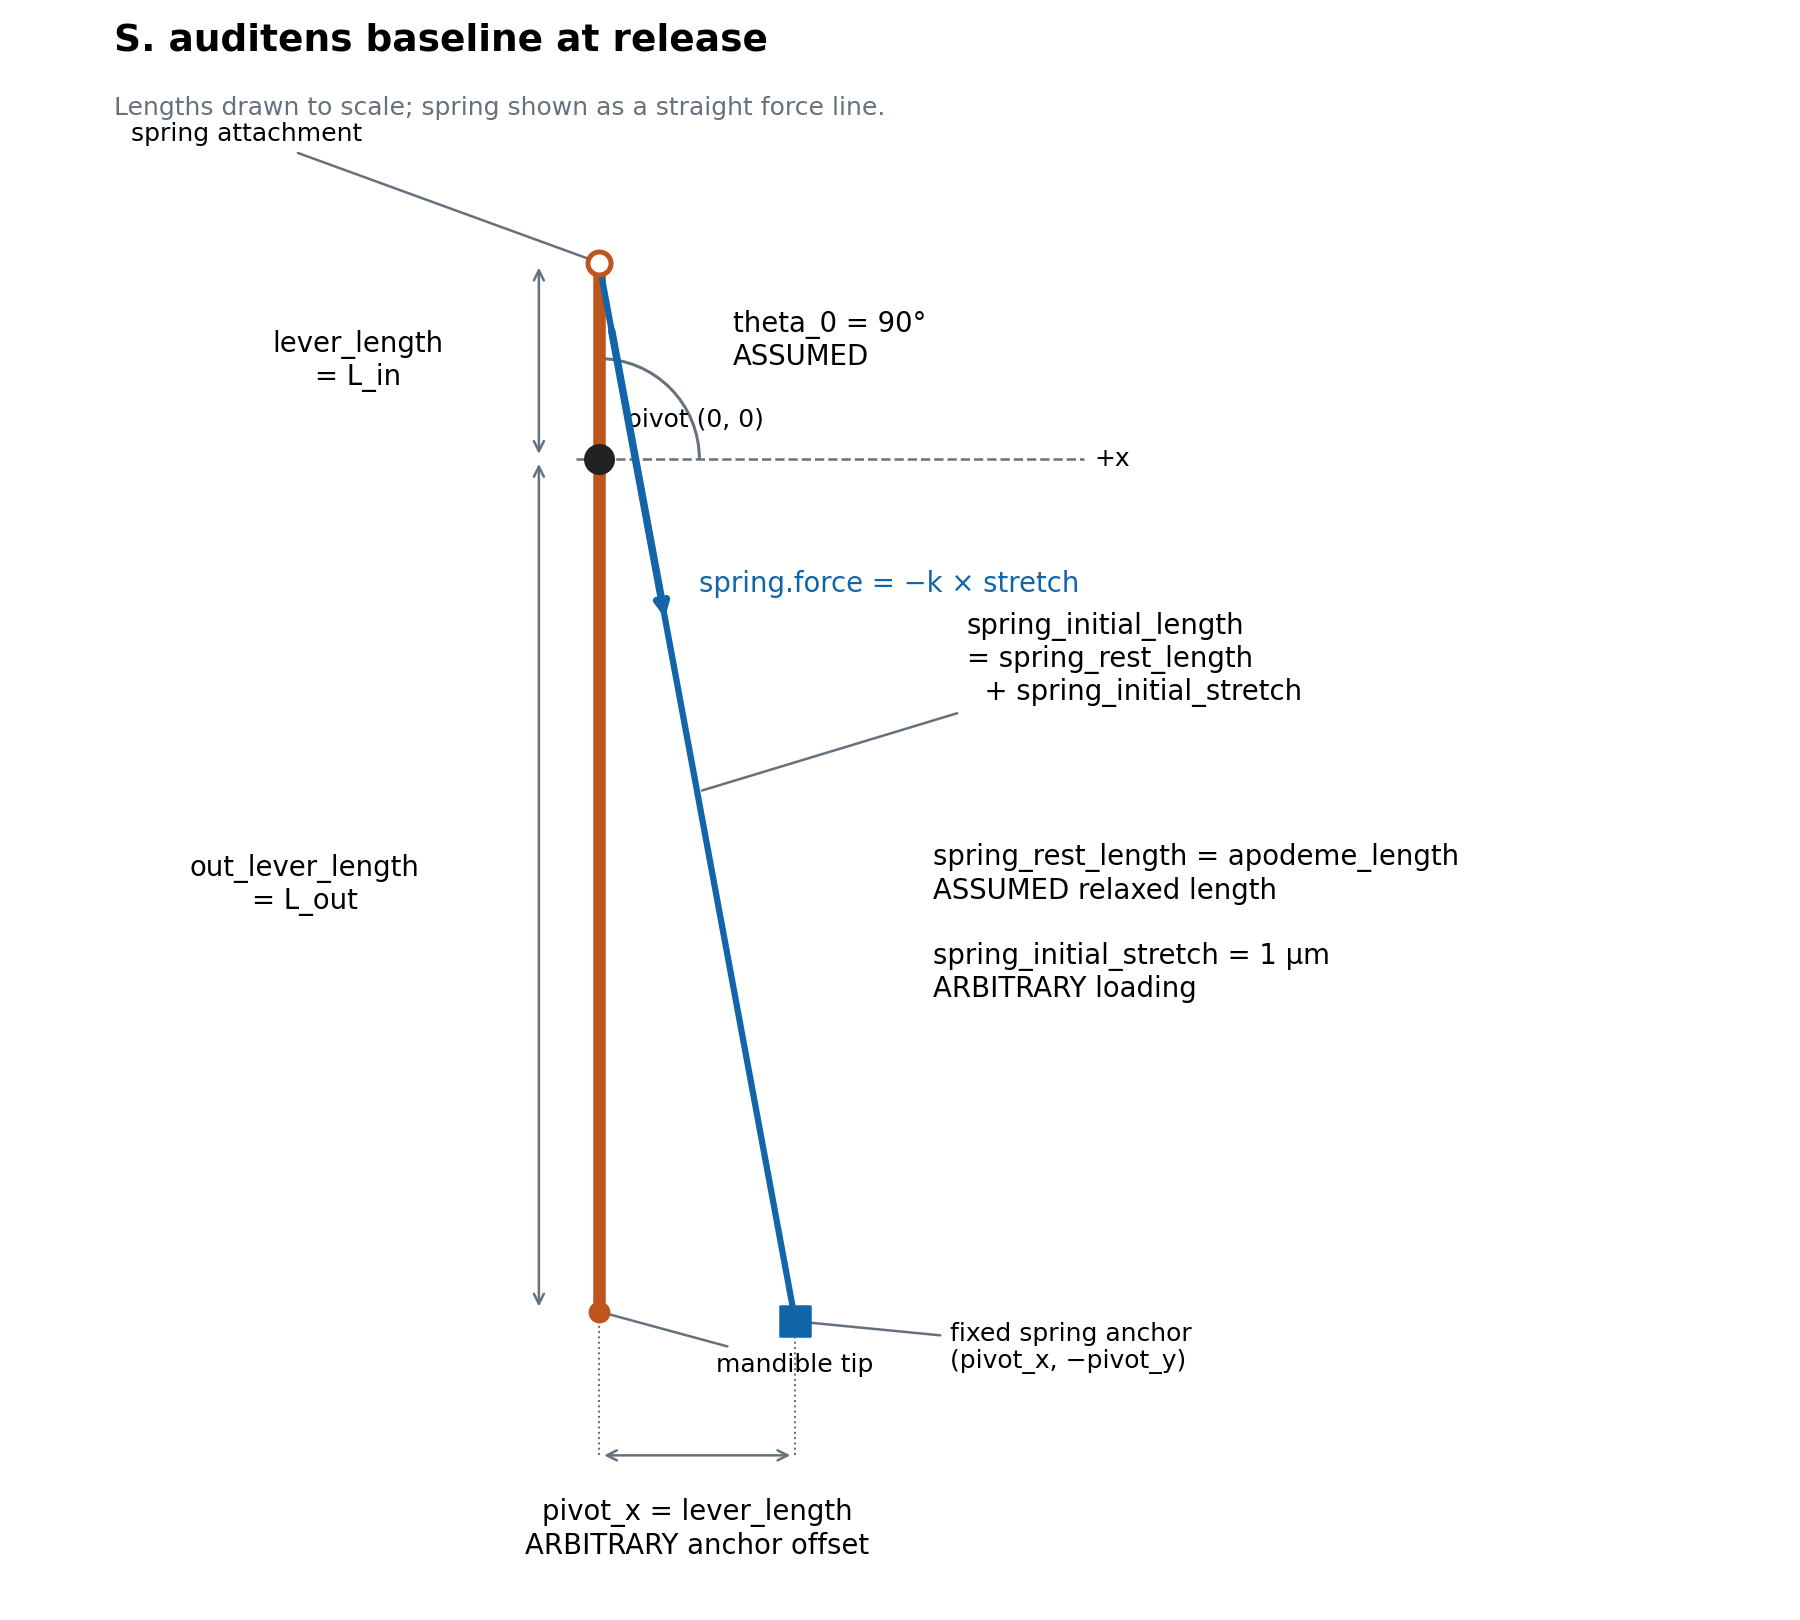 S. auditens baseline at release
Lengths drawn to scale; spring shown as a straight force line.
spring attachment
theta_0 = 90°
ASSUMED
lever_length
= L_in
pivot (0, 0)
+x
spring.force = −k × stretch
spring_initial_length
= spring_rest_length
+ spring_initial_stretch
out_lever_length
= L_out
spring_rest_length = apodeme_length
ASSUMED relaxed length
spring_initial_stretch = 1 µm
ARBITRARY loading
fixed spring anchor
(pivot_x, −pivot_y)
mandible tip
pivot_x = lever_length
ARBITRARY anchor offset